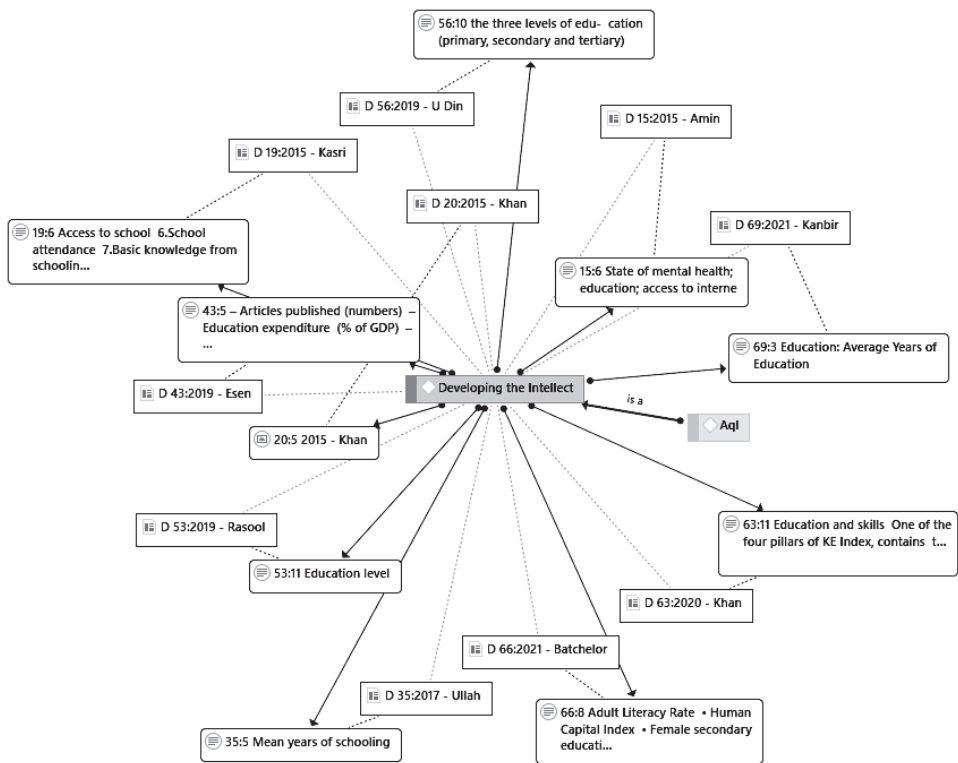 56:10 the three levels of edu- cation
(primary, secondary and tertiary)
D 56:2019 - U Din
D 15:2015 - Amin
D 19:2015 - Kasri
D 20:2015 - Khan
D 69:2021 - Kanbir
19:6 Access to school 6.School
attendance 7.Basic knowledge from
schoolin...
15:6 State of mental health;
education; access to interne
43:5 – Articles published (numbers) –
Education expenditure (% of GDP) –
...
69:3 Education: Average Years of
Education
Developing the Intellect
D 43:2019 - Esen
is a
Aql
20:5 2015 - Khan
D 53:2019 - Rasool
63:11 Education and skills One of the
four pillars of KE Index, contains t...
53:11 Education level
D 63:2020 - Khan
D 66:2021 - Batchelor
D 35:2017 - Ullah
66:8 Adult Literacy Rate • Human
Capital Index • Female secondary
educati...
35:5 Mean years of schooling